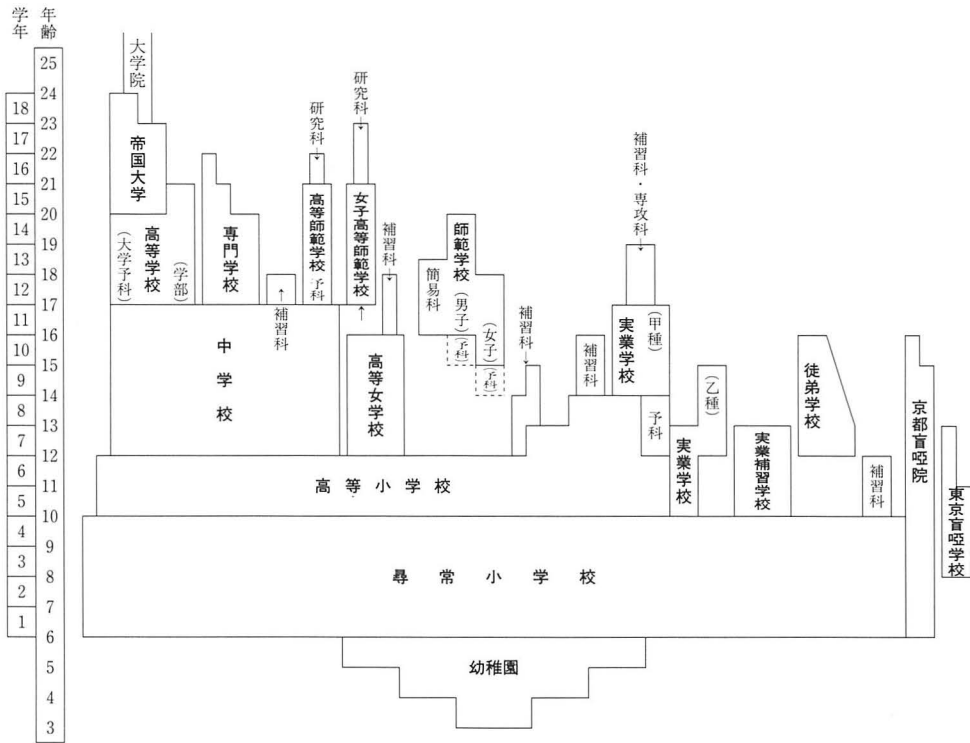 学年
年齢
25
24
23
22
21
20
19
18
17
16
15
14
13
12
11
10
9
8
7
6
5
4
3
18
17
16
15
14
13
12
11
10
9
8
7
6
5
4
3
2
1
大学院
帝国大学
高等学校
(大学予科)
(学部)
専門学校
補習科
研究科
高等師範学校
予科
研究科
女子高等師範学校
補習科
師範学校
(男子)
(予科)
簡易科
(女子)
(予科)
補習科
補習科
補習科・専攻科
実業学校
(甲種)
予科
実業学校
(乙種)
実業補習学校
徒弟学校
補習科
京都盲啞院
東京盲啞学校
中学校
高等女学校
高等小学校
尋常小学校
幼稚園